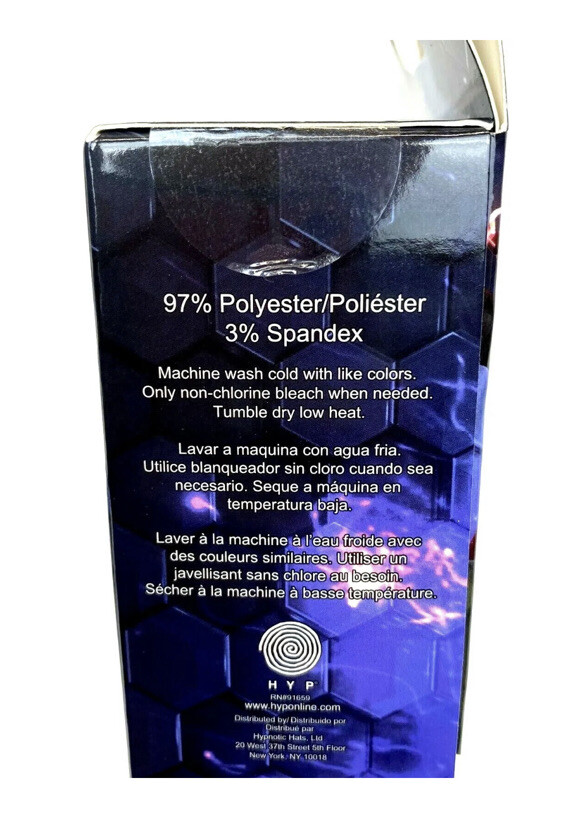 97% Polyester/Poliéster
3% Spandex
Machine wash cold with like colors.
Only non-chlorine bleach when needed.
Tumble dry low heat.
Lavar a maquina con agua fria.
Utilice blanqueador sin cloro cuando sea
necesario. Seque a máquina en
temperatura baja.
Laver à la machine à l'eau froide avec
des couleurs similaires. Utiliser un
javellisant sans chlore au besoin.
Sécher à la machine à basse température.
HYP
RN#91659
www.hyponline.com
Distributed by/ Distribuido por
Distribué par
Hypnotic Hats, Ltd
20 West 37th Street 5th Floor
New York, NY 10018